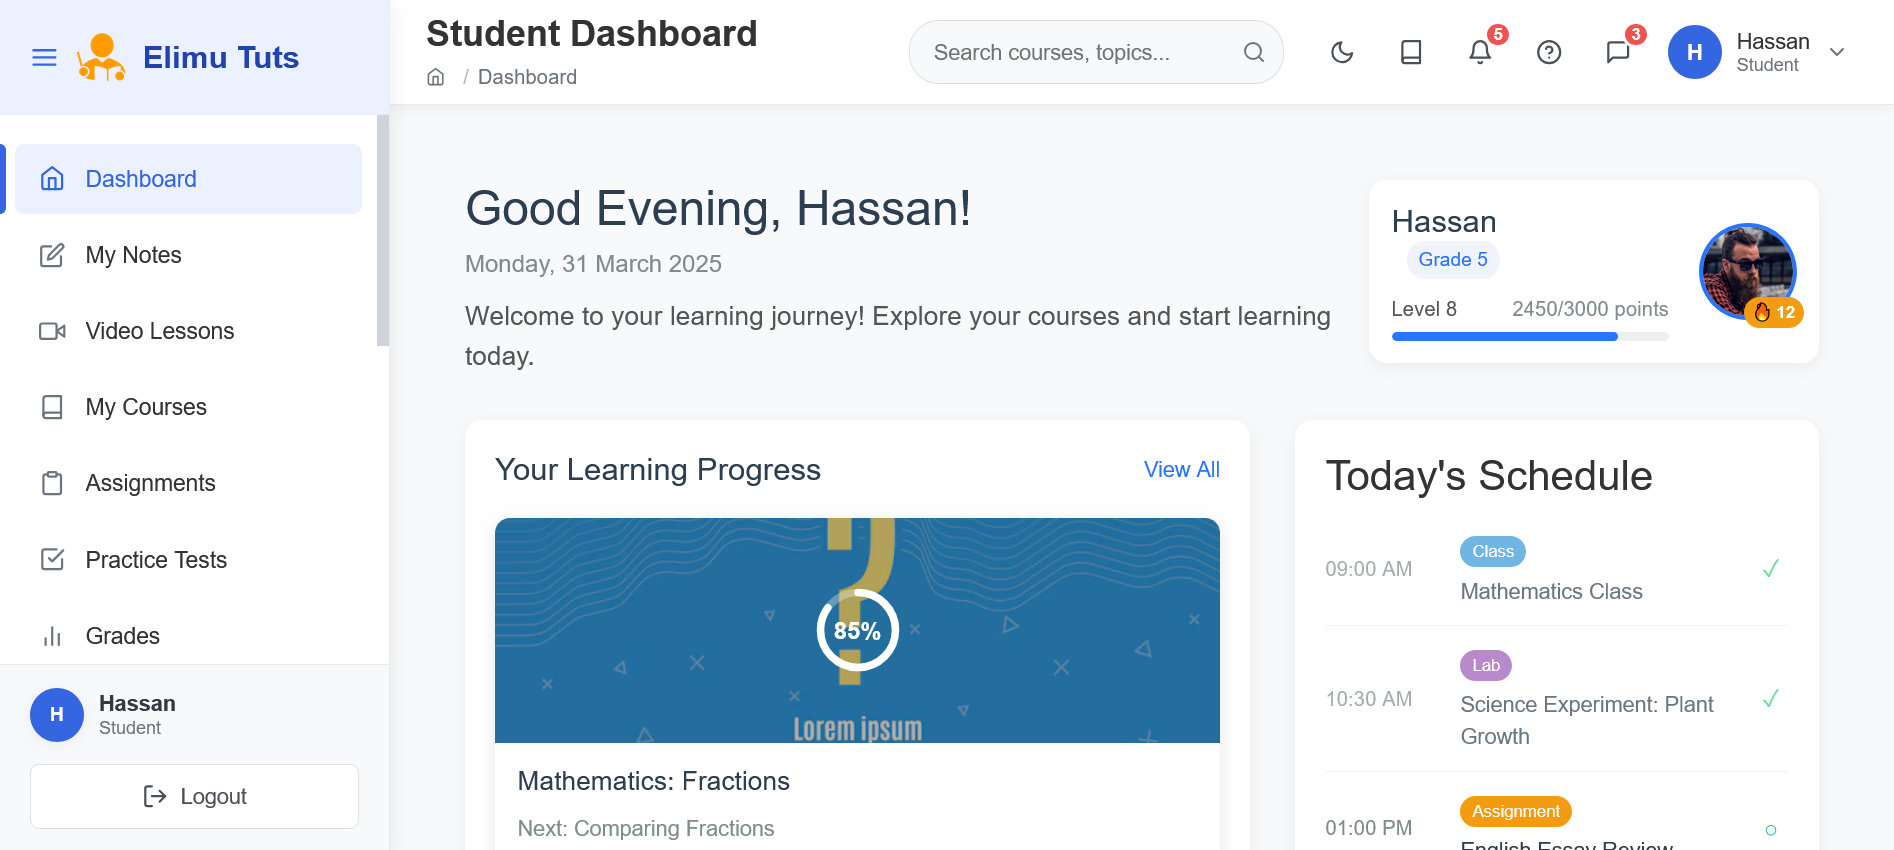 Elimu Tuts
Dashboard
My Notes
Video Lessons
My Courses
Assignments
Practice Tests
Grades
H
Hassan
Student
Logout
Student Dashboard
/ Dashboard
Search courses, topics...
5
3
H
Hassan
Student
Good Evening, Hassan!
Monday, 31 March 2025
Welcome to your learning journey! Explore your courses and start learning
today.
Hassan
Grade 5
Level 8
2450/3000 points
12
Your Learning Progress
View All
85%
Lorem ipsum
Mathematics: Fractions
Next: Comparing Fractions
Today's Schedule
09:00 AM
Class
Mathematics Class
10:30 AM
Lab
Science Experiment: Plant
Growth
01:00 PM
Assignment
English Essay Review